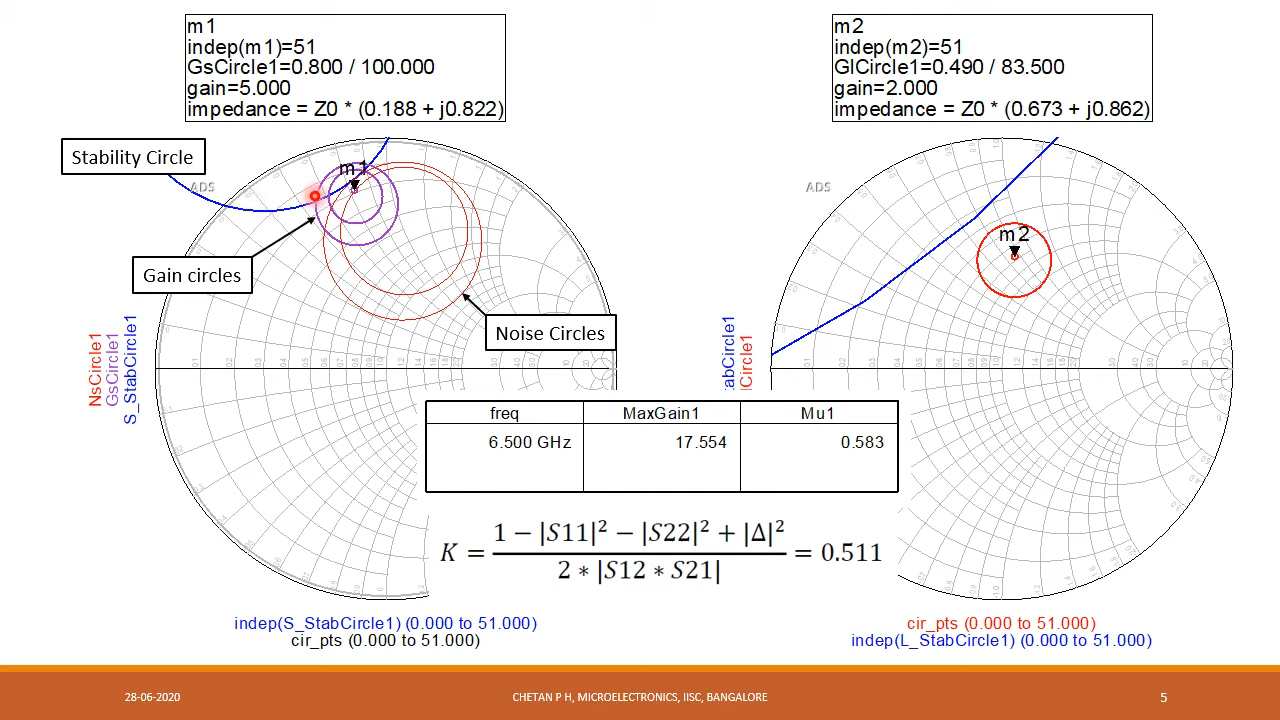 m1
indep(m1)=51
GsCircle1=0.800 / 100.000
gain=5.000
impedance = Z0 * (0.188 + j0.822)
m2
indep(m2)=51
GlCircle1=0.490 / 83.500
gain=2.000
impedance = Z0 * (0.673 + j0.862)
Stability Circle
ADS
m1
Gain circles
Noise Circles
NsCircle1
GsCircle1
S_StabCircle1
ADS
m2
abCircle1
lCircle1
freq MaxGain1 Mu1
6.500 GHz 17.554 0.583
K = (1 − |S11|² − |S22|² + |Δ|²) / (2 ∗ |S12 ∗ S21|) = 0.511
indep(S_StabCircle1) (0.000 to 51.000)
cir_pts (0.000 to 51.000)
cir_pts (0.000 to 51.000)
indep(L_StabCircle1) (0.000 to 51.000)
28-06-2020
CHETAN P H, MICROELECTRONICS, IISC, BANGALORE
5